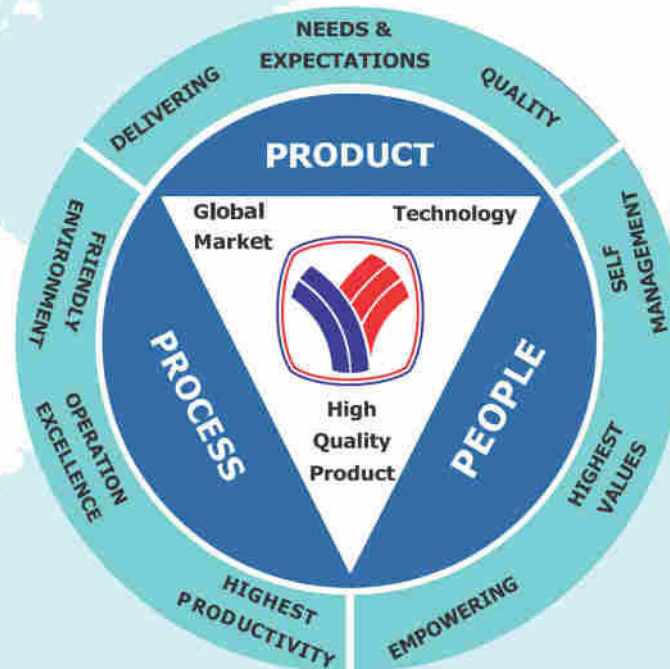 NEEDS &
EXPECTATIONS
DELIVERING
QUALITY
PRODUCT
Global
Market
Technology
FRIENDLY
ENVIRONMENT
SELF
MANAGEMENT
PROCESS
PEOPLE
High
Quality
Product
OPERATION
EXCELLENCE
HIGHEST
VALUES
HIGHEST
PRODUCTIVITY
EMPOWERING